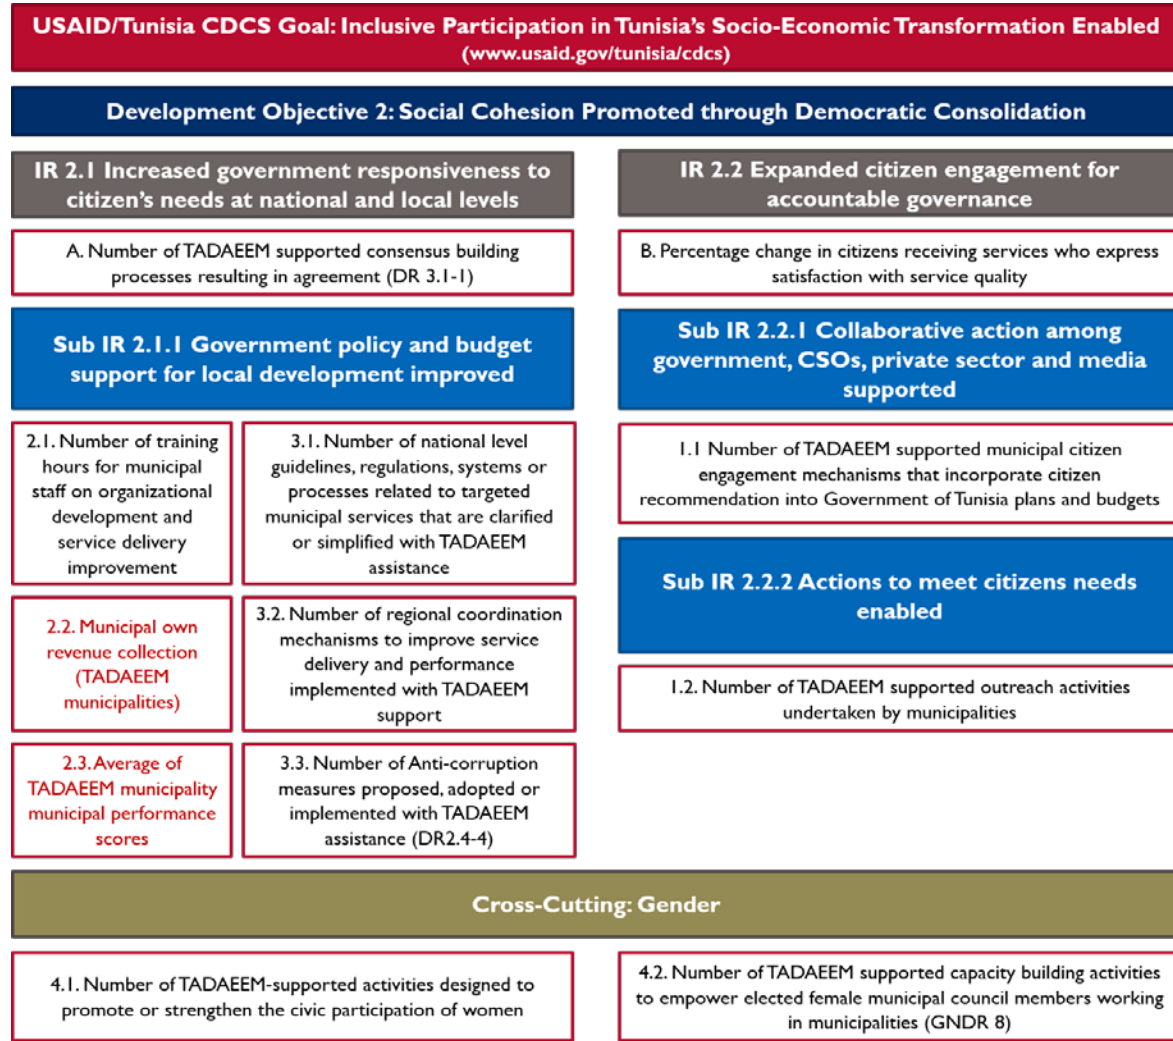 USAID/Tunisia CDCS Goal: Inclusive Participation in Tunisia's Socio-Economic Transformation Enabled
(www.usaid.gov/tunisia/cdcs)
Development Objective 2: Social Cohesion Promoted through Democratic Consolidation
IR 2.1 Increased government responsiveness to
citizen's needs at national and local levels
A. Number of TADAEEM supported consensus building
processes resulting in agreement (DR 3.1-1)
Sub IR 2.1.1 Government policy and budget
support for local development improved
2.1. Number of training
hours for municipal
staff on organizational
development and
service delivery
improvement
3.1. Number of national level
guidelines, regulations, systems or
processes related to targeted
municipal services that are clarified
or simplified with TADAEEM
assistance
2.2. Municipal own
revenue collection
(TADAEEM
municipalities)
3.2. Number of regional coordination
mechanisms to improve service
delivery and performance
implemented with TADAEEM
support
2.3. Average of
TADAEEM municipality
municipal performance
scores
3.3. Number of Anti-corruption
measures proposed, adopted or
implemented with TADAEEM
assistance (DR2.4-4)
IR 2.2 Expanded citizen engagement for
accountable governance
B. Percentage change in citizens receiving services who express
satisfaction with service quality
Sub IR 2.2.1 Collaborative action among
government, CSOs, private sector and media
supported
1.1 Number of TADAEEM supported municipal citizen
engagement mechanisms that incorporate citizen
recommendation into Government of Tunisia plans and budgets
Sub IR 2.2.2 Actions to meet citizens needs
enabled
1.2. Number of TADAEEM supported outreach activities
undertaken by municipalities
Cross-Cutting: Gender
4.1. Number of TADAEEM-supported activities designed to
promote or strengthen the civic participation of women
4.2. Number of TADAEEM supported capacity building activities
to empower elected female municipal council members working
in municipalities (GNDR 8)